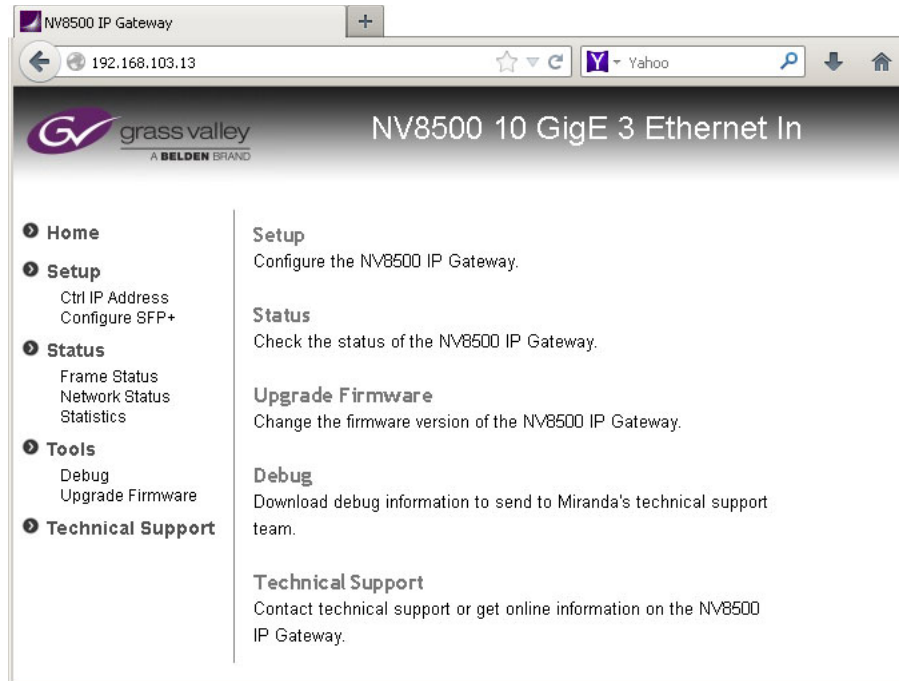 NV8500 IP Gateway
+
192.168.103.13
Y Yahoo
GV grass valley
A BELDEN BRAND
NV8500 10 GigE 3 Ethernet In
Home
Setup
Ctrl IP Address
Configure SFP+
Status
Frame Status
Network Status
Statistics
Tools
Debug
Upgrade Firmware
Technical Support
Setup
Configure the NV8500 IP Gateway.
Status
Check the status of the NV8500 IP Gateway.
Upgrade Firmware
Change the firmware version of the NV8500 IP Gateway.
Debug
Download debug information to send to Miranda's technical support
team.
Technical Support
Contact technical support or get online information on the NV8500
IP Gateway.